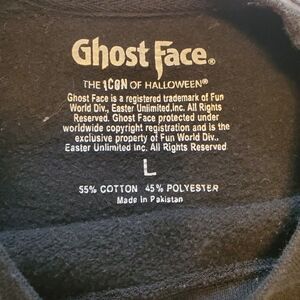 Ghost Face®
THE ICON OF HALLOWEEN®
Ghost Face is a registered trademark of Fun
World Div., Easter Unlimited,Inc. All Rights
Reserved. Ghost Face protected under
worldwide copyright registration and is the
exclusive property of Fun World Div.,
Easter Unlimited Inc. All Rights Reserved
L
55% COTTON 45% POLYESTER
Made in Pakistan